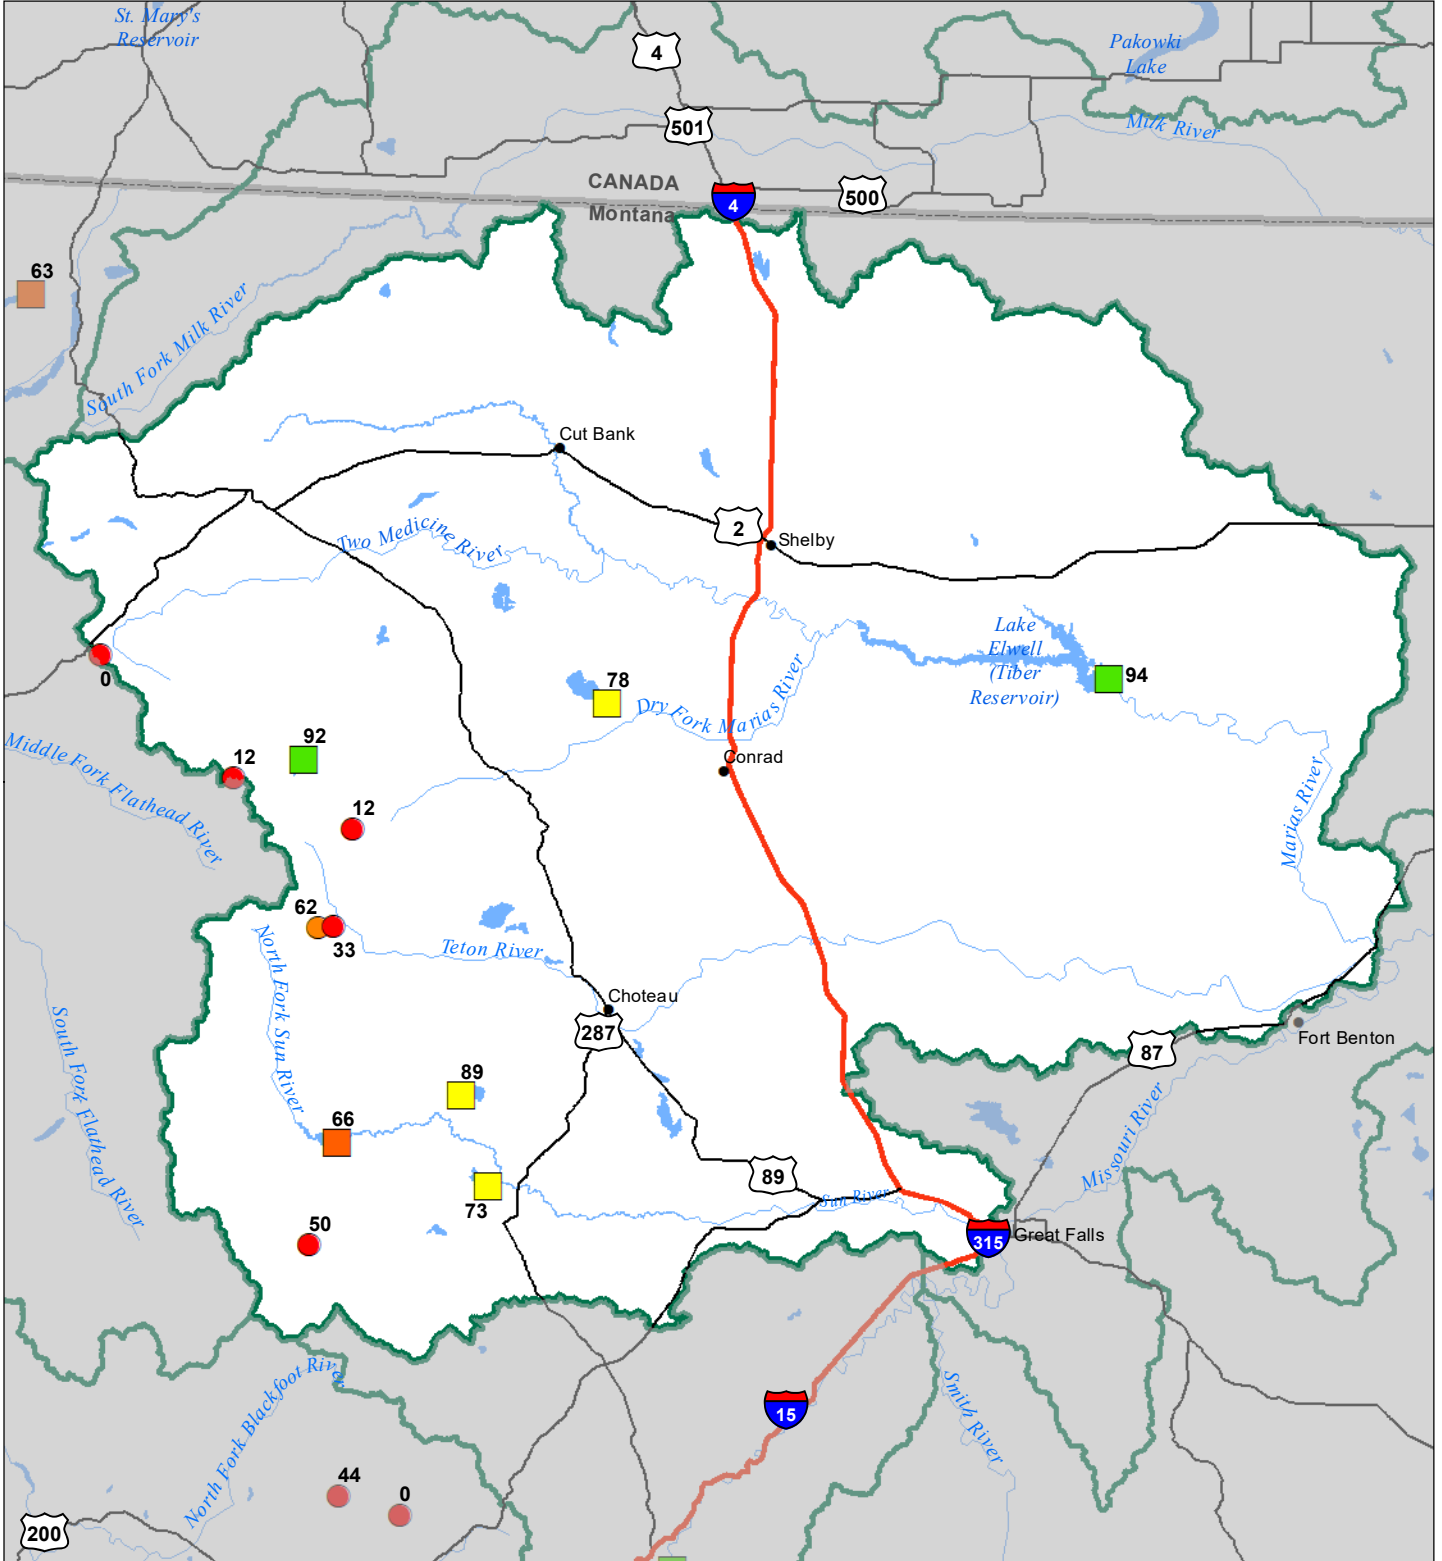 St. Mary's
Reservoir
4
Pakowki
Lake
501
Milk River
CANADA
Montana
4
500
63
South Fork Milk River
Cut Bank
2
Shelby
Two Medicine River
Lake
Elwell
(Tiber
Reservoir)
94
0
78
Dry Fork Marias River
Middle Fork Flathead River
92
12
Conrad
Marias River
12
62
33
North Fork Sun River
Teton River
Choteau
287
South Fork Flathead River
Fort Benton
87
89
66
Missouri River
73
89
Sun River
50
315
Great Falls
North Fork Blackfoot River
Smith River
15
44
0
200